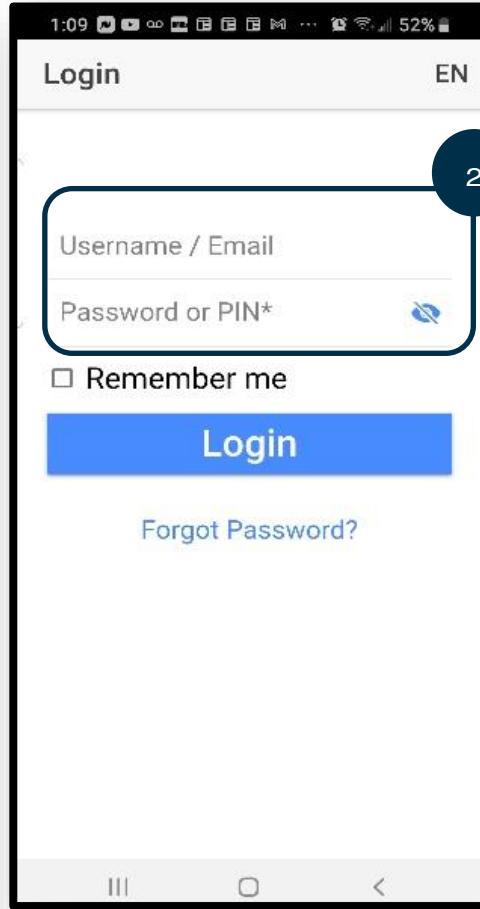 1:09 52%
Login EN
2
Username / Email
Password or PIN*
Remember me
Login
Forgot Password?